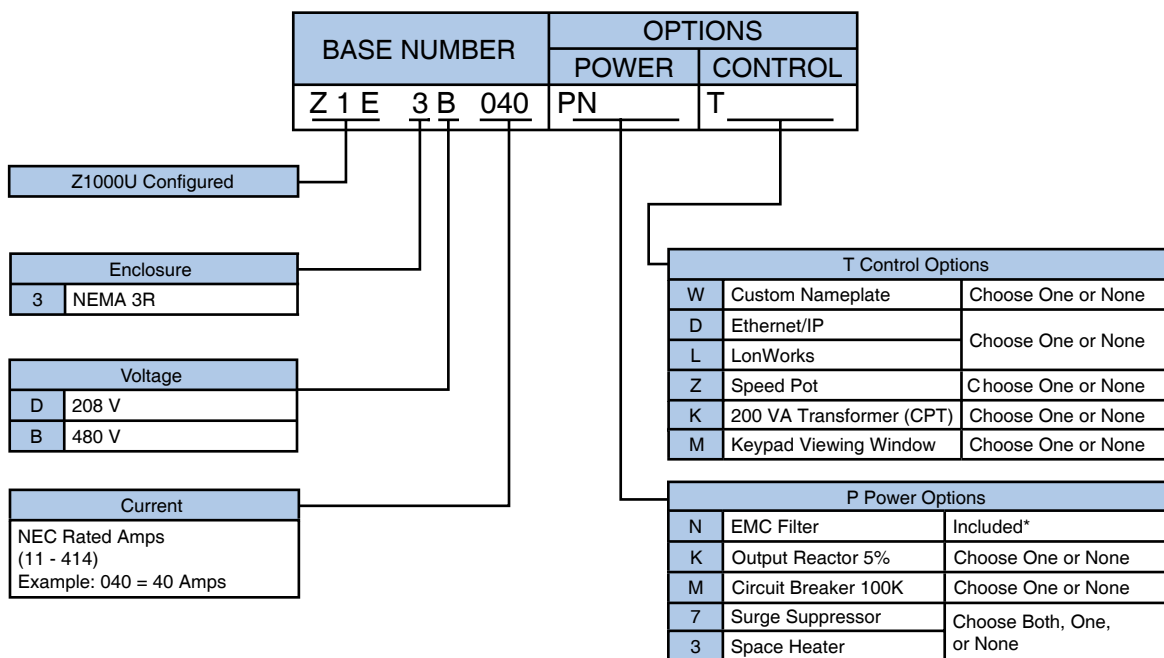 BASE NUMBER
OPTIONS
POWER
CONTROL
Z 1 E 3 B 040
PN
T
Z1000U Configured
Enclosure
3 NEMA 3R
Voltage
D 208 V
B 480 V
Current
NEC Rated Amps
(11 - 414)
Example: 040 = 40 Amps
T Control Options
W Custom Nameplate Choose One or None
D Ethernet/IP
Choose One or None
L LonWorks
Z Speed Pot Choose One or None
K 200 VA Transformer (CPT) Choose One or None
M Keypad Viewing Window Choose One or None
P Power Options
N EMC Filter Included*
K Output Reactor 5% Choose One or None
M Circuit Breaker 100K Choose One or None
7 Surge Suppressor
Choose Both, One,
or None
3 Space Heater